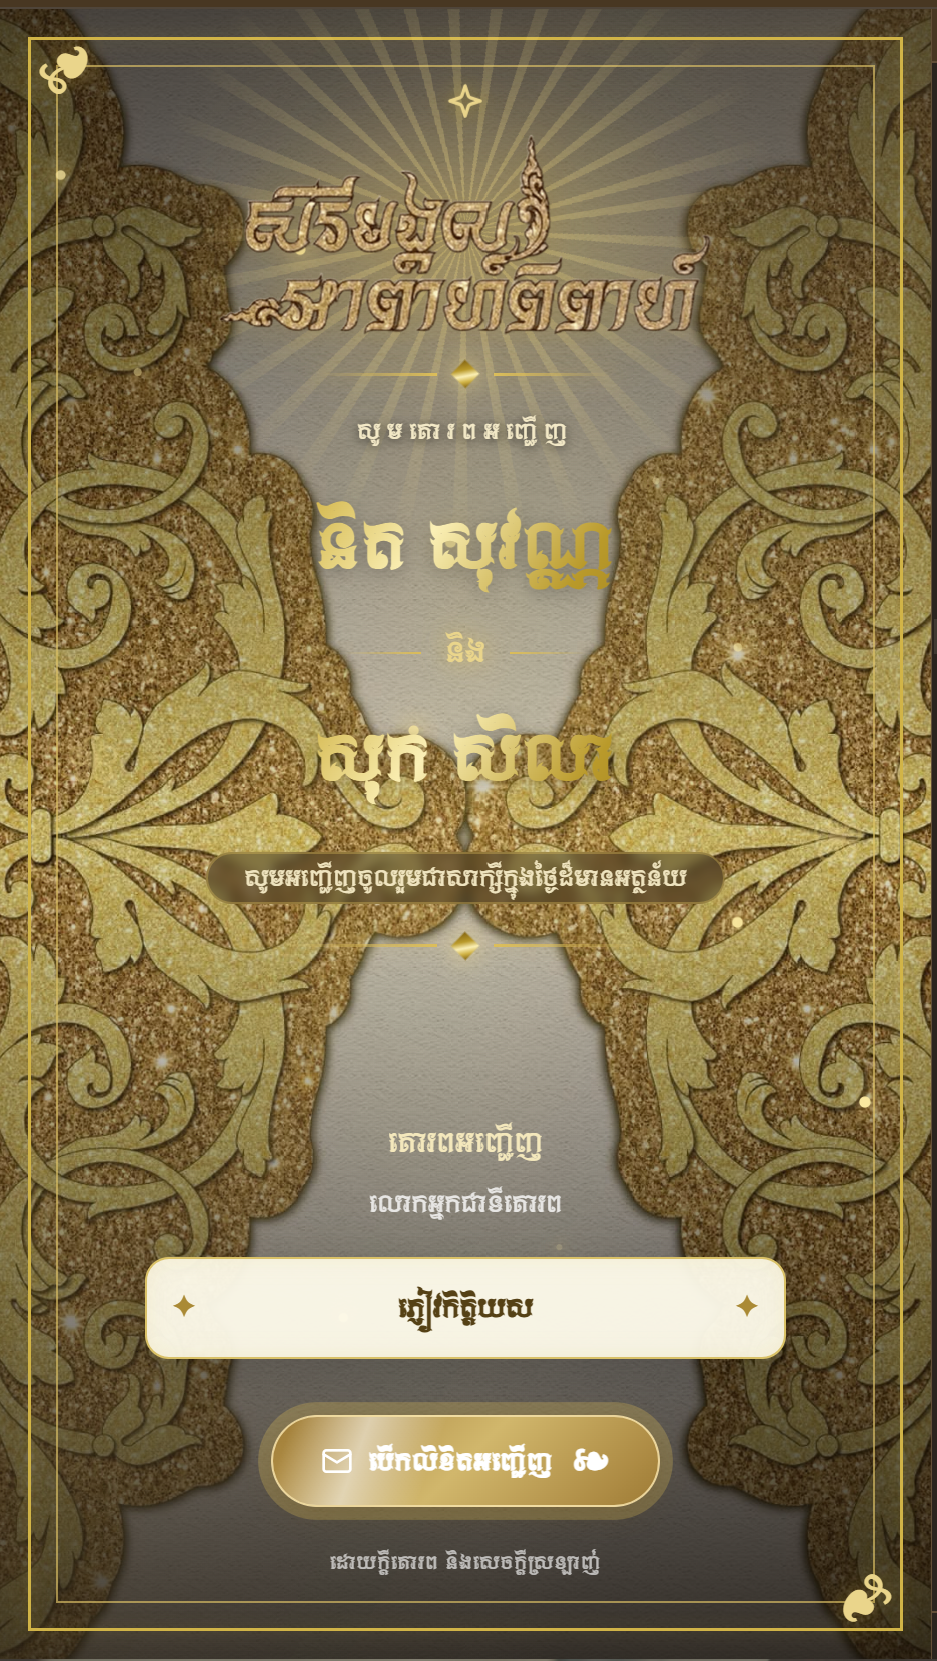 សិរីមង្គល
អាពាហ៍ពិពាហ៍
សូមគោរពអញ្ជើញ
និត សុវណ្ណ
និង
សុកំ សីលា
សូមអញ្ជើញចូលរួមជាសាក្សីក្នុងថ្ងៃដ៏មានអត្ថន័យ
គោរពអញ្ជើញ
លោកអ្នកជាទីគោរព
ភ្ញៀវកិត្តិយស
បើកលិខិតអញ្ជើញ
ដោយក្តីគោរព និងសេចក្តីស្រឡាញ់